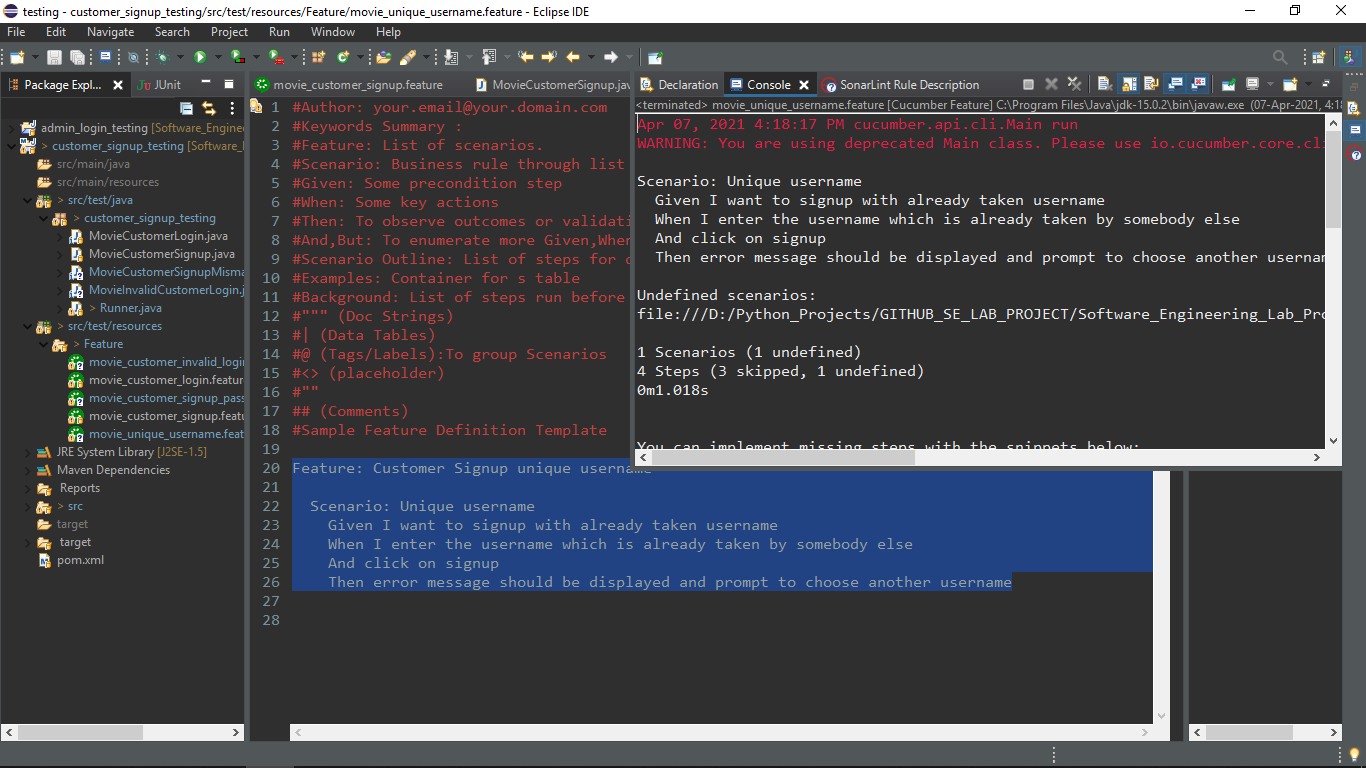 testing - customer_signup_testing/src/test/resources/Feature/movie_unique_username.feature - Eclipse IDE
File Edit Navigate Search Project Run Window Help
Package Expl...
JUnit
admin_login_testing [Software_Enginee
> customer_signup_testing [Software_
src/main/java
src/main/resources
> src/test/java
> customer_signup_testing
MovieCustomerLogin.java
MovieCustomerSignup.java
MovieCustomerSignupMisma
MovieInvalidCustomerLogin.j
> Runner.java
> src/test/resources
> Feature
movie_customer_invalid_logi
movie_customer_login.featur
movie_customer_signup_pass
movie_customer_signup.featu
movie_unique_username.feat
JRE System Library [J2SE-1.5]
Maven Dependencies
Reports
> src
target
target
pom.xml
movie_customer_signup.feature
MovieCustomerSignup.jav
1 #Author: your.email@your.domain.com
2 #Keywords Summary :
3 #Feature: List of scenarios.
4 #Scenario: Business rule through list
5 #Given: Some precondition step
6 #When: Some key actions
7 #Then: To observe outcomes or validati
8 #And,But: To enumerate more Given,When
9 #Scenario Outline: List of steps for d
10 #Examples: Container for s table
11 #Background: List of steps run before
12 #""" (Doc Strings)
13 #| (Data Tables)
14 #@ (Tags/Labels):To group Scenarios
15 #<> (placeholder)
16 #""
17 ## (Comments)
18 #Sample Feature Definition Template
19
20 Feature: Customer Signup unique username
21
22 Scenario: Unique username
23 Given I want to signup with already taken username
24 When I enter the username which is already taken by somebody else
25 And click on signup
26 Then error message should be displayed and prompt to choose another username
27
28
Declaration
Console
SonarLint Rule Description
<terminated> movie_unique_username.feature [Cucumber Feature] C:\Program Files\Java\jdk-15.0.2\bin\javaw.exe (07-Apr-2021, 4:18
Apr 07, 2021 4:18:17 PM cucumber.api.cli.Main run
WARNING: You are using deprecated Main class. Please use io.cucumber.core.cli
Scenario: Unique username
Given I want to signup with already taken username
When I enter the username which is already taken by somebody else
And click on signup
Then error message should be displayed and prompt to choose another usernam
Undefined scenarios:
file:///D:/Python_Projects/GITHUB_SE_LAB_PROJECT/Software_Engineering_Lab_Pro
1 Scenarios (1 undefined)
4 Steps (3 skipped, 1 undefined)
0m1.018s
You can implement missing steps with the snippets below: